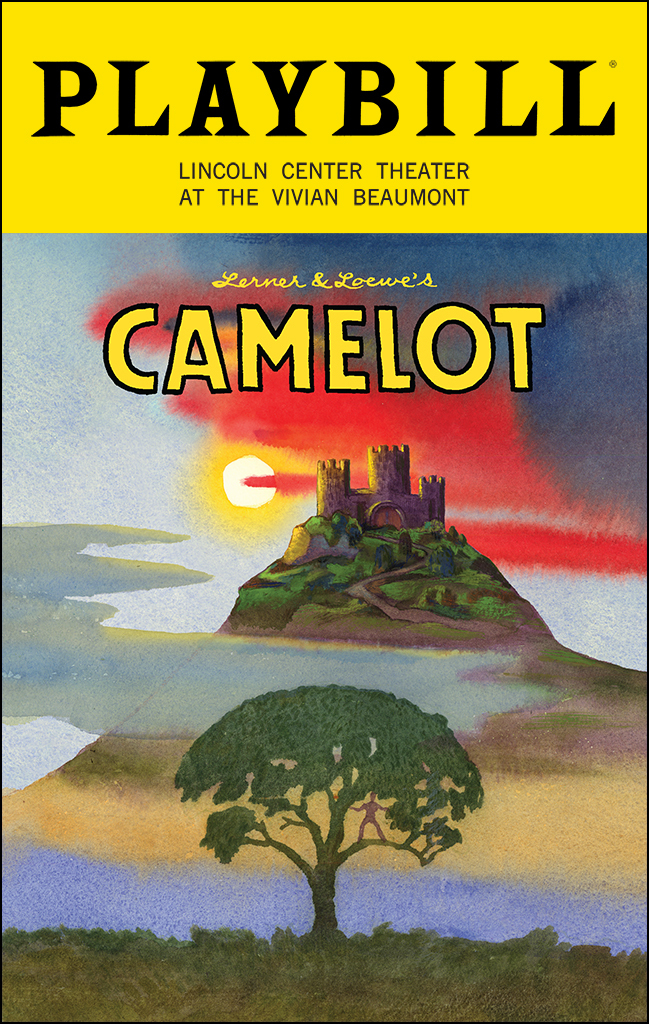 PLAYBILL®
LINCOLN CENTER THEATER
AT THE VIVIAN BEAUMONT
Lerner & Loewe's
CAMELOT